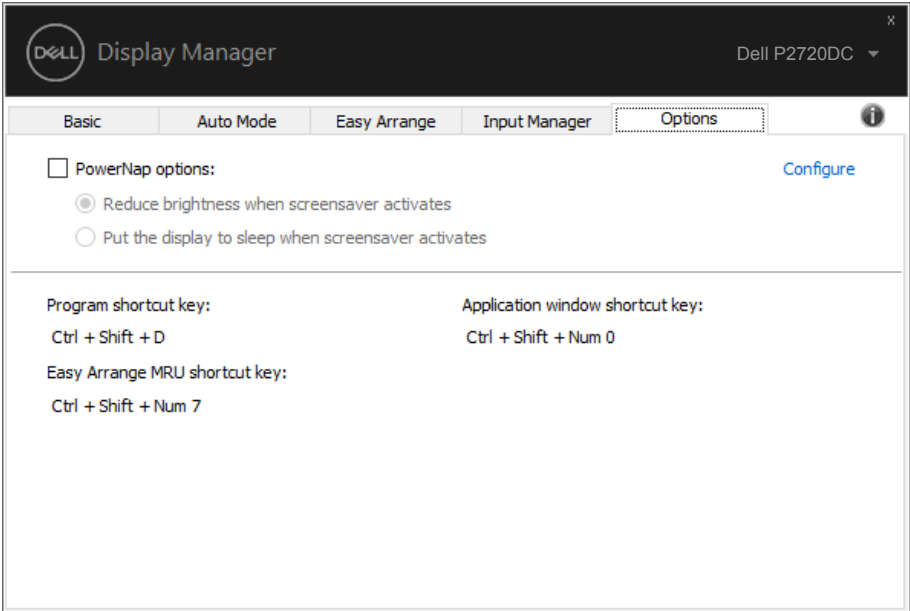 x
DELL Display Manager
Dell P2720DC
Basic Auto Mode Easy Arrange Input Manager Options i
PowerNap options: Configure
Reduce brightness when screensaver activates
Put the display to sleep when screensaver activates
Program shortcut key: Application window shortcut key:
Ctrl + Shift + D Ctrl + Shift + Num 0
Easy Arrange MRU shortcut key:
Ctrl + Shift + Num 7